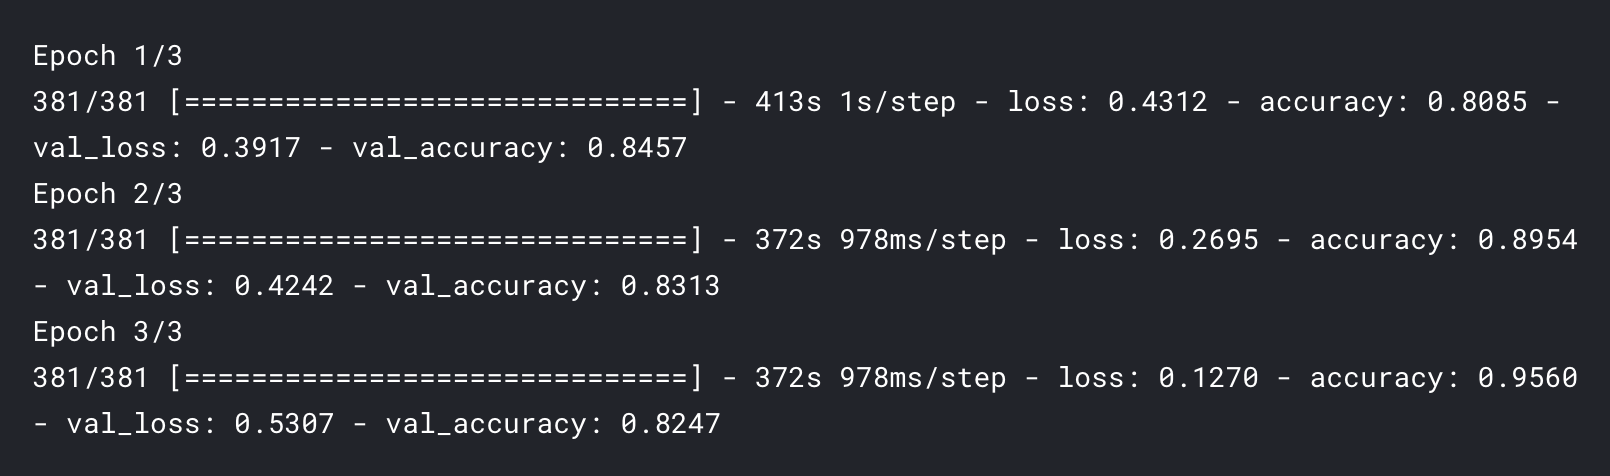 Epoch 1/3
381/381 [==============================] - 413s 1s/step - loss: 0.4312 - accuracy: 0.8085 -
val_loss: 0.3917 - val_accuracy: 0.8457
Epoch 2/3
381/381 [==============================] - 372s 978ms/step - loss: 0.2695 - accuracy: 0.8954
- val_loss: 0.4242 - val_accuracy: 0.8313
Epoch 3/3
381/381 [==============================] - 372s 978ms/step - loss: 0.1270 - accuracy: 0.9560
- val_loss: 0.5307 - val_accuracy: 0.8247